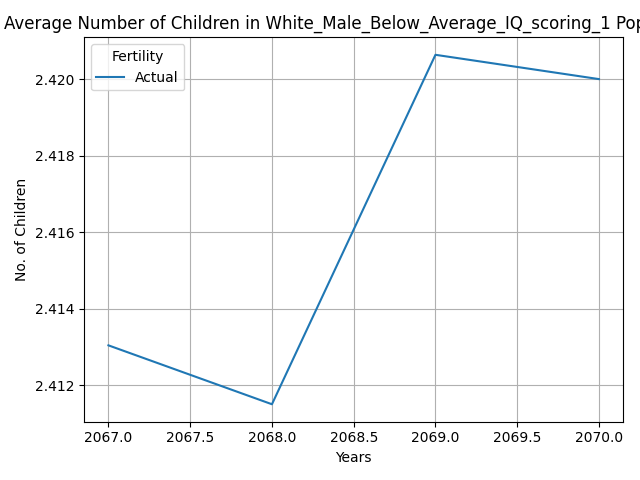 Average Number of Children in White_Male_Below_Average_IQ_scoring_1 Pop
Fertility
Actual
2.420
2.418
2.416
2.414
2.412
No. of Children
2067.0 2067.5 2068.0 2068.5 2069.0 2069.5 2070.0
Years